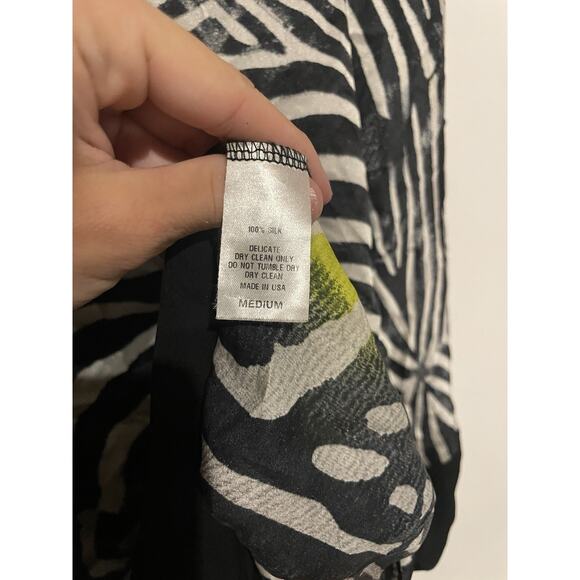 100% SILK
DELICATE
DRY CLEAN ONLY
DO NOT TUMBLE DRY
DRY CLEAN
MADE IN USA
MEDIUM